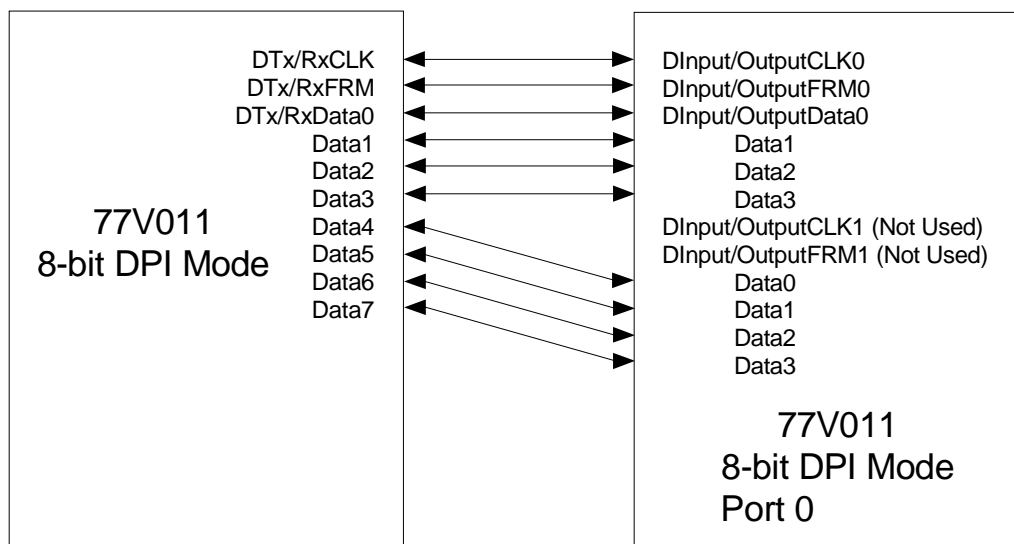 DTx/RxCLK
DTx/RxFRM
DTx/RxData0
Data1
Data2
Data3
Data4
Data5
Data6
Data7
77V011
8-bit DPI Mode
DInput/OutputCLK0
DInput/OutputFRM0
DInput/OutputData0
Data1
Data2
Data3
DInput/OutputCLK1 (Not Used)
DInput/OutputFRM1 (Not Used)
Data0
Data1
Data2
Data3
77V011
8-bit DPI Mode
Port 0